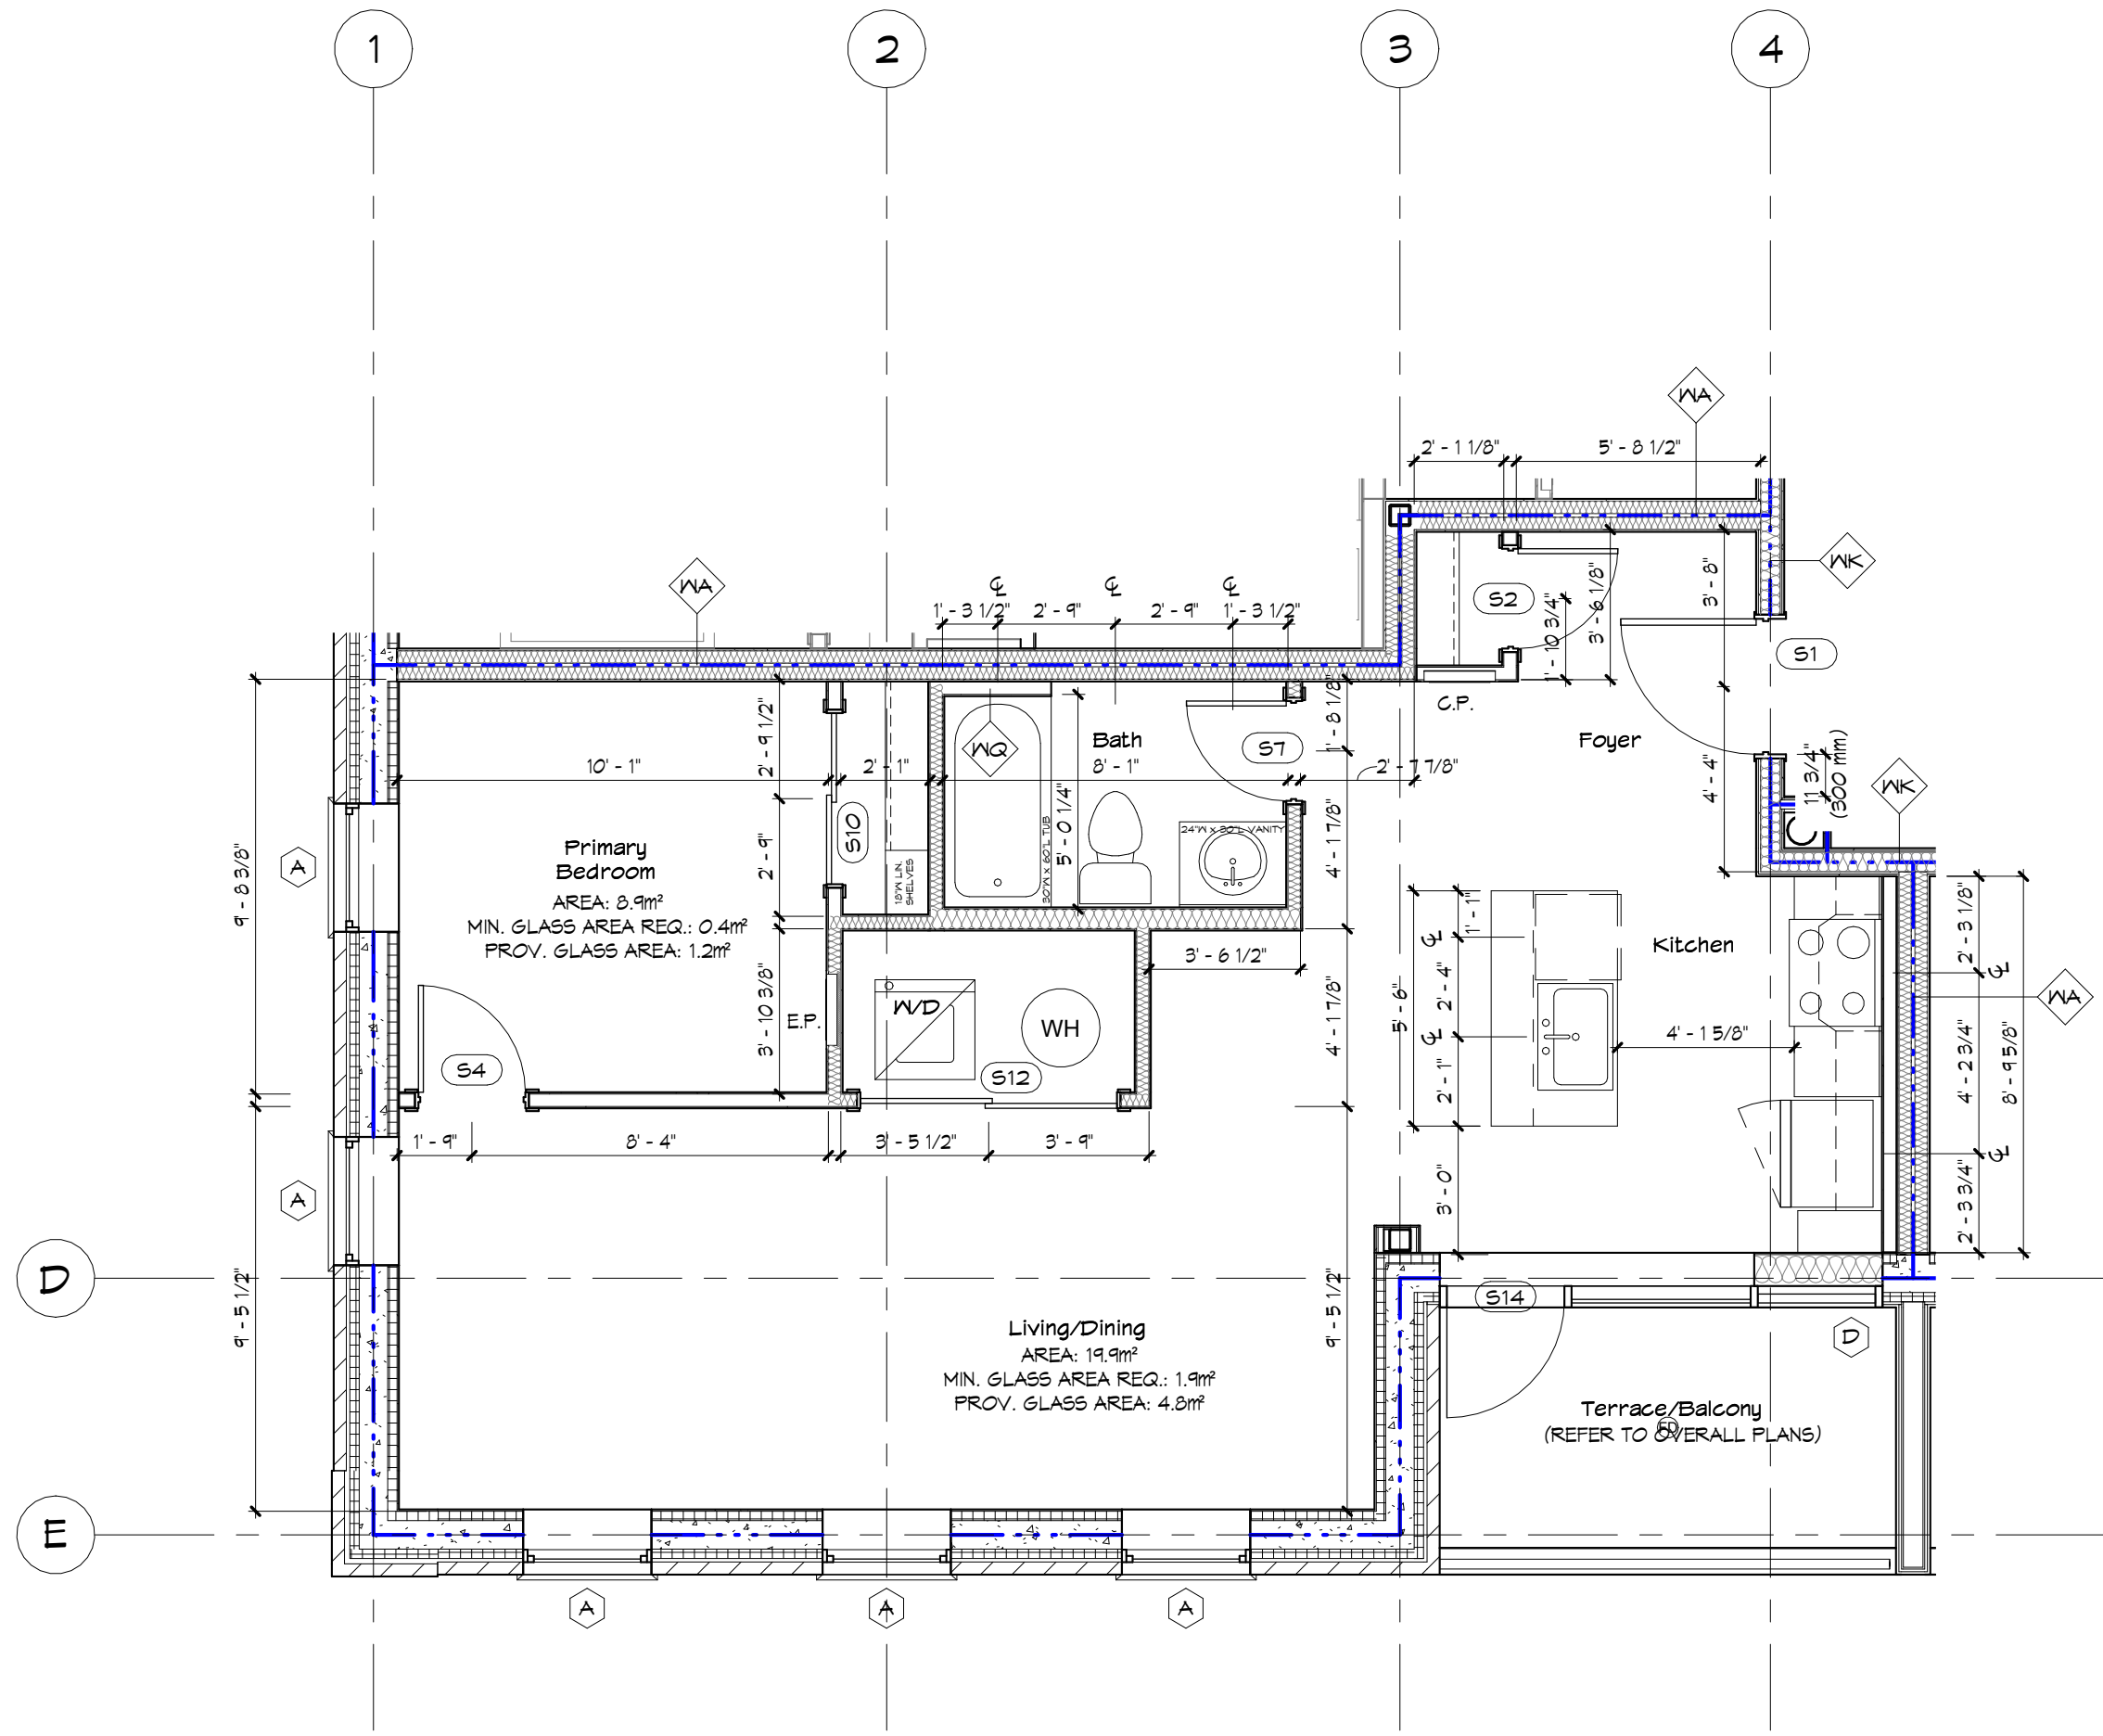 1
2
3
4
WA
2' - 1 1/8"
5' - 8 1/2"
WK
WA
℄
℄
℄
1' - 3 1/2"
2' - 9"
2' - 9"
1' - 3 1/2"
S2
1' - 10 3/4"
3' - 6 1/8"
3' - 8"
S1
C.P.
Foyer
4' - 4"
11 3/4"
(300 mm)
WK
9' - 8 3/8"
10' - 1"
2' - 9 1/2"
2' - 9"
2' - 1"
S10
18"W LIN.
SHELVES
WQ
Bath
8' - 1"
S7
1' - 8 1/8"
2' - 7 7/8"
5' - 0 1/4"
30"W x 60"L TUB
24"W x 30"L VANITY
4' - 1 7/8"
A
Primary
Bedroom
AREA: 8.9m²
MIN. GLASS AREA REQ.: 0.4m²
PROV. GLASS AREA: 1.2m²
3' - 10 3/8"
E.P.
W/D
WH
S12
3' - 6 1/2"
4' - 1 7/8"
S4
1' - 9"
8' - 4"
3' - 5 1/2"
3' - 9"
Kitchen
1' - 1"
℄
2' - 4"
℄
2' - 1"
5' - 6"
3' - 0"
4' - 1 5/8"
2' - 3 1/8"
℄
WA
4' - 2 3/4"
8' - 9 5/8"
℄
2' - 3 3/4"
A
D
9' - 5 1/2"
9' - 5 1/2"
S14
D
Living/Dining
AREA: 19.9m²
MIN. GLASS AREA REQ.: 1.9m²
PROV. GLASS AREA: 4.8m²
Terrace/Balcony
FD
(REFER TO OVERALL PLANS)
E
A
A
A